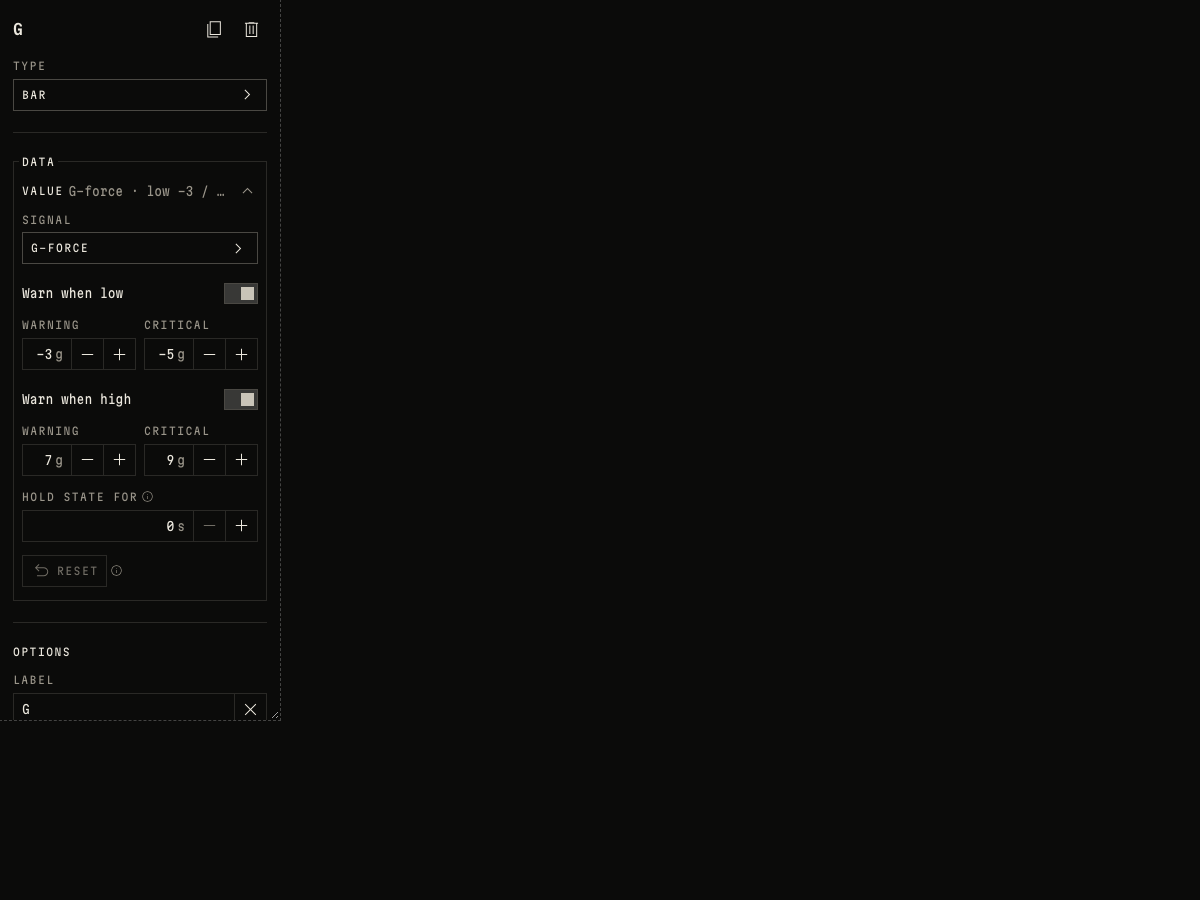 G
TYPE
BAR
DATA
VALUE G-force · low −3 / …
SIGNAL
G-FORCE
Warn when low
WARNING CRITICAL
−3 g −5 g
Warn when high
WARNING CRITICAL
7 g 9 g
HOLD STATE FOR
0 s
RESET
OPTIONS
LABEL
G